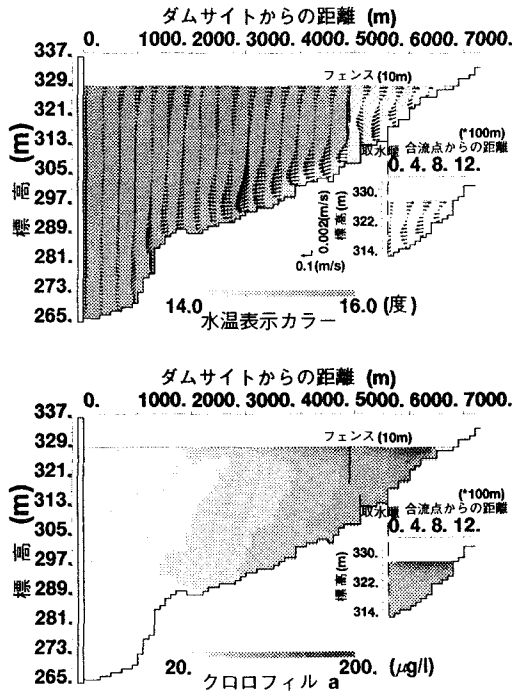 ダムサイトからの距離 (m)
0. 1000. 2000. 3000. 4000. 5000. 6000. 7000.
337.
329.
321.
313.
305.
297.
289.
281.
273.
265.
標高 (m)
フェンス(10m)
取水堰
合流点からの距離
(*100m)
0. 4. 8. 12.
330.
322.
314.
標高(m)
0.002(m/s)
0.1(m/s)
14.0 16.0 (度)
水温表示カラー
ダムサイトからの距離 (m)
0. 1000. 2000. 3000. 4000. 5000. 6000. 7000.
337.
329.
321.
313.
305.
297.
289.
281.
273.
265.
標高 (m)
フェンス(10m)
取水堰
合流点からの距離
(*100m)
0. 4. 8. 12.
330.
322.
314.
標高(m)
20. 200. (μg/l)
クロロフィル a